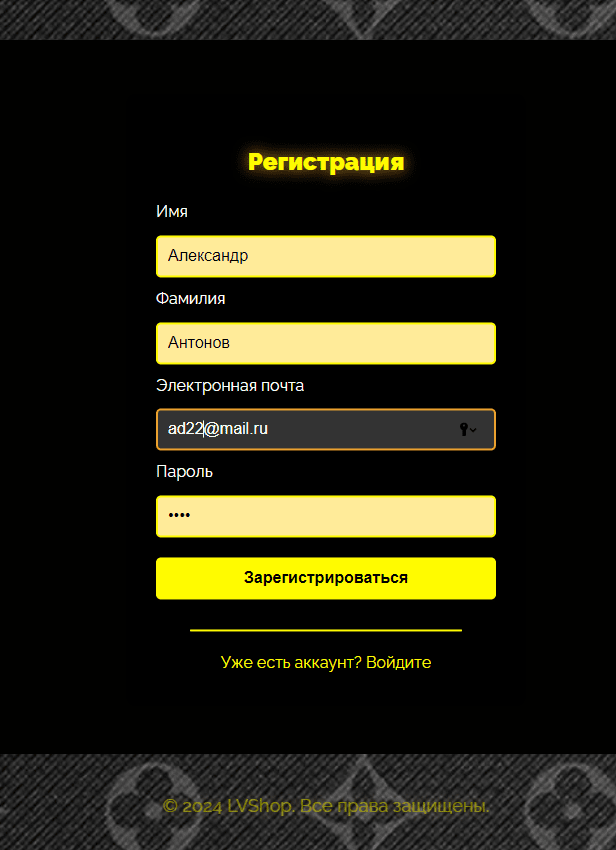 Регистрация
Имя
Александр
Фамилия
Антонов
Электронная почта
ad22@mail.ru
Пароль
••••
Зарегистрироваться
Уже есть аккаунт? Войдите
© 2024 LVShop. Все права защищены.